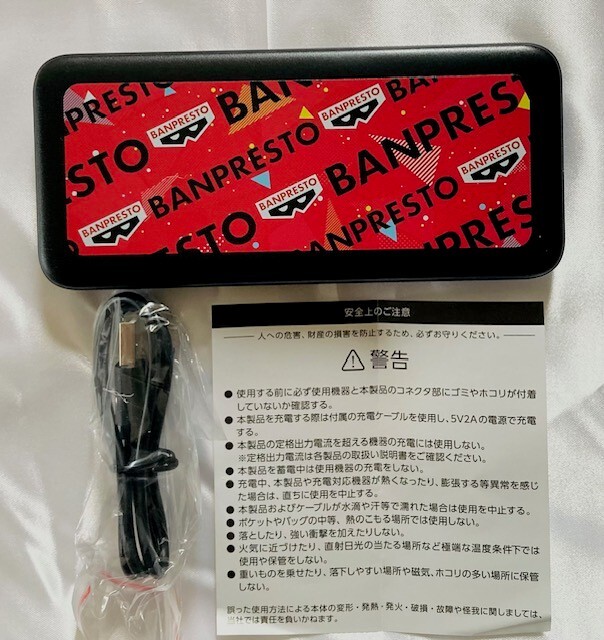 BANPRESTO
BANPRESTO
BAN
BANPRESTO
BANPRESTO
STO
BANPRESTO
BANPRESTO
BANPRESTO
BANPRESTO
BANPRESTO
PRESTO
BANPRESTO
BANPRES
安全上のご注意
人への危害、財産の損害を防止するため、必ずお守りください。
警告
●使用する前に必ず使用機器と本製品のコネクタ部にゴミやホコリが付着
していないか確認する。
●本製品を充電する際は付属の充電ケーブルを使用し、5V2Aの電源で充電
する。
●本製品の定格出力電流を超える機器の充電には使用しない。
※定格出力電流は各製品の取扱い説明書をご確認ください。
●本製品を蓄電中は使用機器の充電をしない。
●充電中、本製品や充電対応機器が熱くなったり、膨張する等異常を感じ
た場合は、直ちに使用を中止する。
●本製品およびケーブルが水滴や汗等で濡れた場合は使用を中止する。
●ポケットやバッグの中等、熱のこもる場所では使用しない。
●落としたり、強い衝撃を加えたりしない。
●火気に近づけたり、直射日光の当たる場所など極端な温度条件下では
使用や保管をしない。
●重いものを乗せたり、落下しやすい場所や磁気、ホコリの多い場所に保管
しない。
誤った使用方法による本体の変形・発熱・発火・破損・故障や怪我に関しましては、
当社では責任を負いかねます。